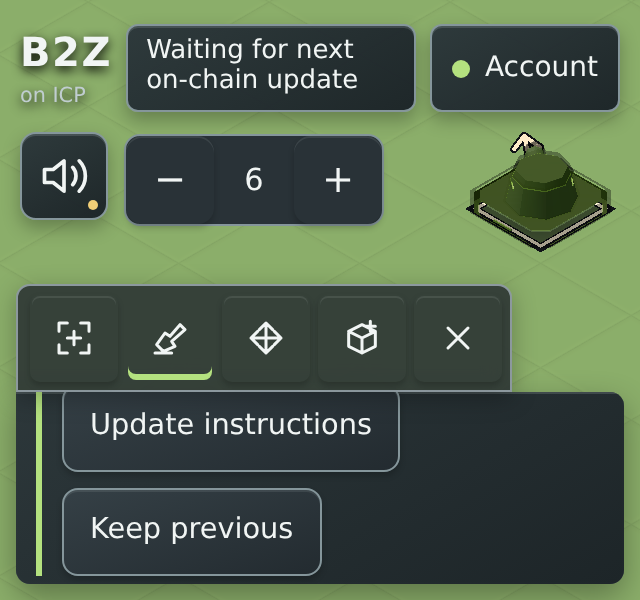 B2Z
on ICP
Waiting for next
on-chain update
Account
− 6 +
Update instructions
Keep previous